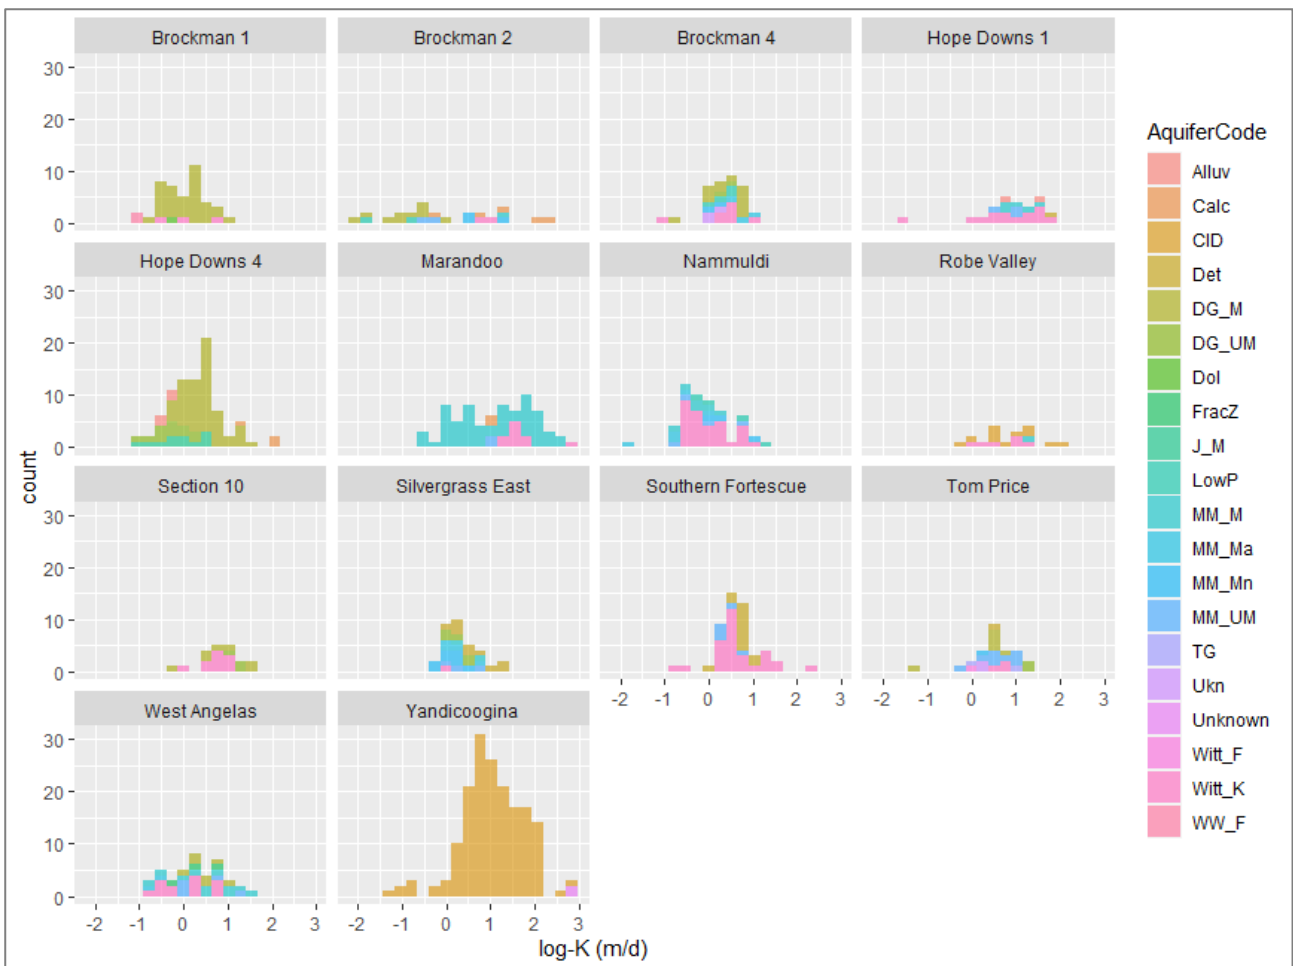 Brockman 1 Brockman 2 Brockman 4 Hope Downs 1
30
20
10
0
Hope Downs 4 Marandoo Nammuldi Robe Valley
30
20
10
0
Section 10 Silvergrass East Southern Fortescue Tom Price
30
20
10
0
-2 -1 0 1 2 3 -2 -1 0 1 2 3
West Angelas Yandicoogina
30
20
10
0
-2 -1 0 1 2 3 -2 -1 0 1 2 3
count
log-K (m/d)
AquiferCode
Alluv
Calc
CID
Det
DG_M
DG_UM
Dol
FracZ
J_M
LowP
MM_M
MM_Ma
MM_Mn
MM_UM
TG
Ukn
Unknown
Witt_F
Witt_K
WW_F